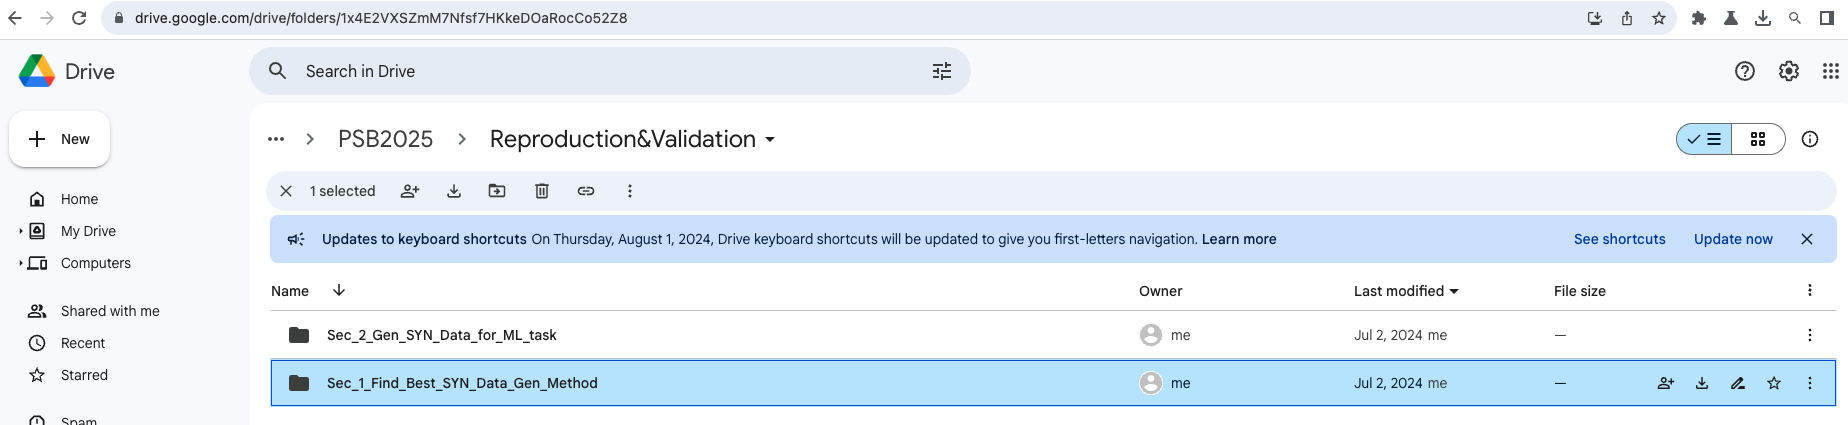 drive.google.com/drive/folders/1x4E2VXSZmM7Nfsf7HKkeDOaRocCo52Z8
Drive
Search in Drive
New
PSB2025
Reproduction&Validation
1 selected
Home
My Drive
Computers
Shared with me
Recent
Starred
Spam
Updates to keyboard shortcuts On Thursday, August 1, 2024, Drive keyboard shortcuts will be updated to give you first-letters navigation. Learn more See shortcuts Update now
Name Owner Last modified File size
Sec_2_Gen_SYN_Data_for_ML_task me Jul 2, 2024 me —
Sec_1_Find_Best_SYN_Data_Gen_Method me Jul 2, 2024 me —